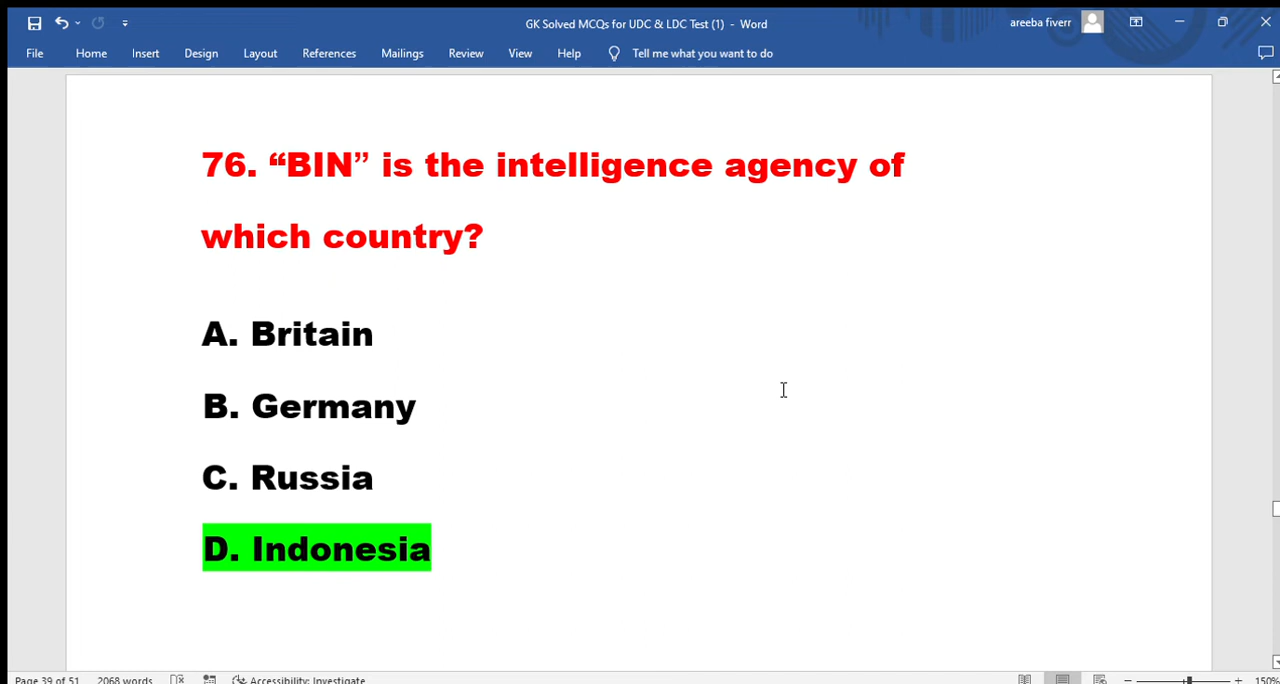 GK Solved MCQs for UDC & LDC Test (1) - Word
areeba fiverr
File Home Insert Design Layout References Mailings Review View Help Tell me what you want to do
76. “BIN” is the intelligence agency of
which country?
A. Britain
B. Germany
C. Russia
D. Indonesia
Page 39 of 51 2068 words Accessibility: Investigate 150%